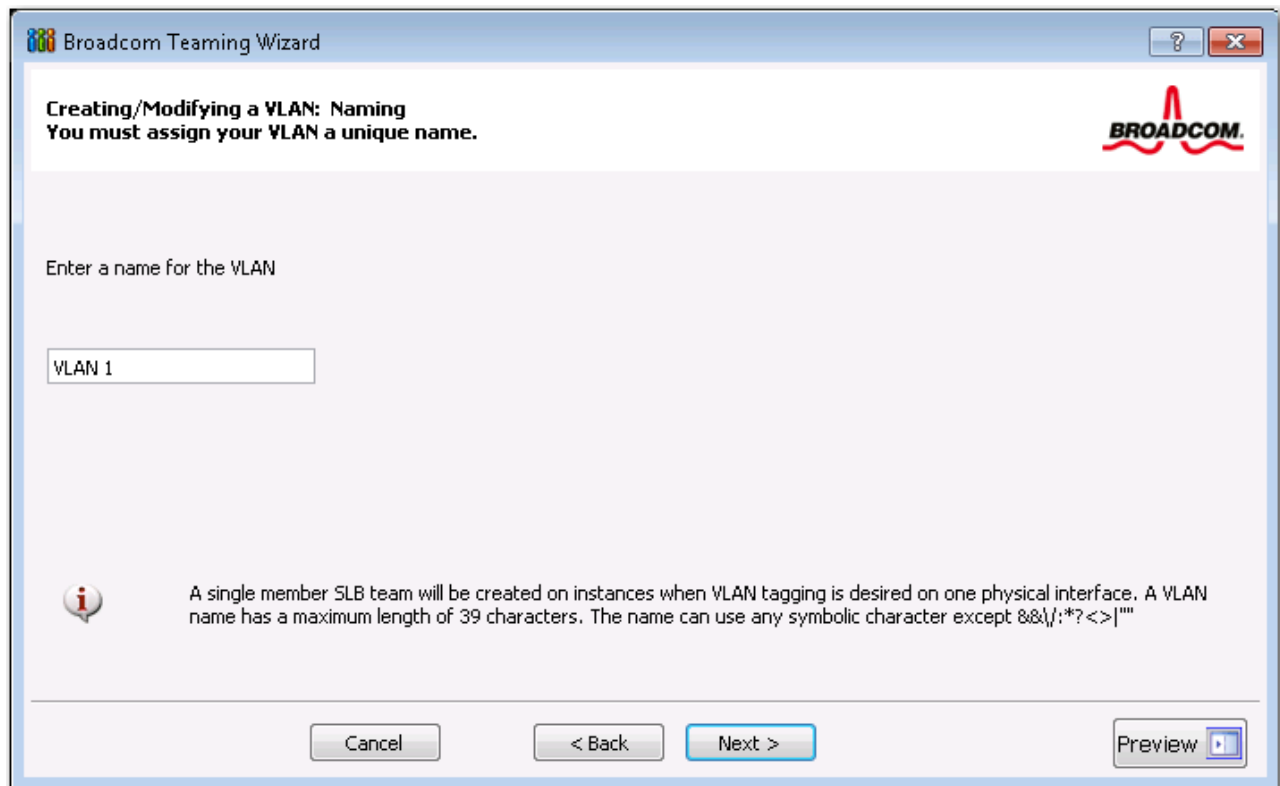 Broadcom Teaming Wizard
?
Creating/Modifying a VLAN: Naming
You must assign your VLAN a unique name.
BROADCOM.
Enter a name for the VLAN
VLAN 1
A single member SLB team will be created on instances when VLAN tagging is desired on one physical interface. A VLAN
name has a maximum length of 39 characters. The name can use any symbolic character except &&\/:*?<>|""
Cancel
< Back
Next >
Preview